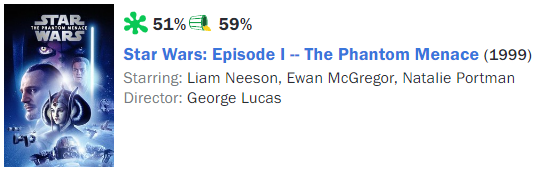 STAR
THE PHANTOM MENACE
WARS
51% 59%
Star Wars: Episode I -- The Phantom Menace (1999)
Starring: Liam Neeson, Ewan McGregor, Natalie Portman
Director: George Lucas